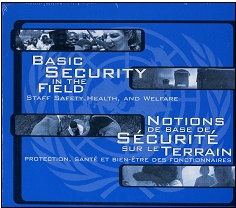 BASIC
SECURITY
IN THE
FIELD
STAFF SAFETY, HEALTH, AND WELFARE
NOTIONS
DE BASE DE
SÉCURITÉ
SUR LE
TERRAIN
PROTECTION, SANTÉ ET BIEN-ÊTRE DES FONCTIONNAIRES